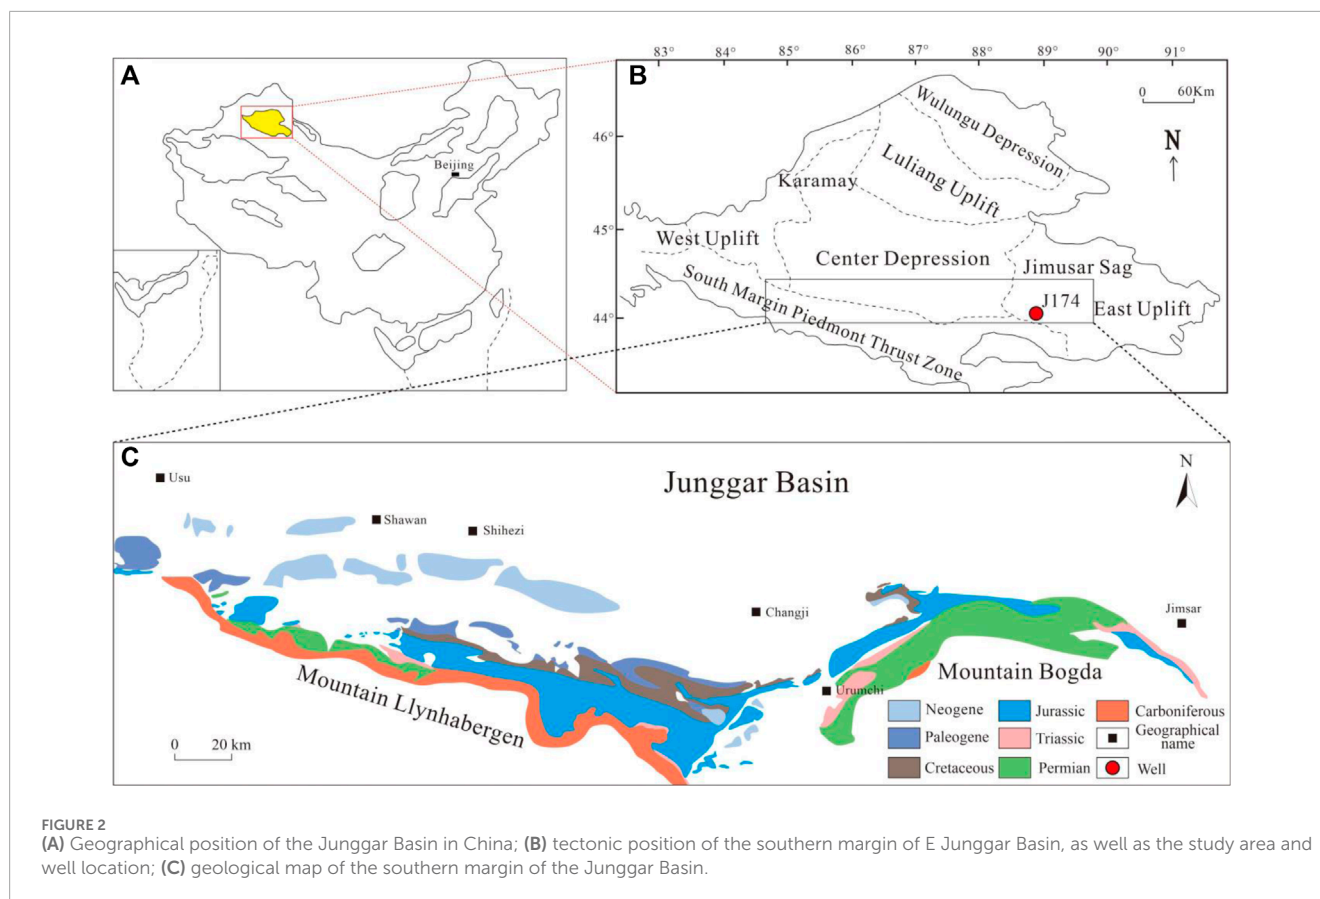 A
Beijing
B
83° 84° 85° 86° 87° 88° 89° 90° 91°
46°
45°
44°
0 60Km
N
Wulungu Depression
Luliang Uplift
Karamay
West Uplift
Center Depression
Jimusar Sag
South Margin Piedmont Thrust Zone
J174
East Uplift
C
Junggar Basin
N
Usu
Shawan
Shihezi
Changji
Jimsar
Urumchi
Mountain Bogda
Mountain Llynhabergen
0 20 km
Neogene
Jurassic
Carboniferous
Paleogene
Triassic
Geographical
name
Cretaceous
Permian
Well
FIGURE 2
(A) Geographical position of the Junggar Basin in China; (B) tectonic position of the southern margin of E Junggar Basin, as well as the study area and
well location; (C) geological map of the southern margin of the Junggar Basin.